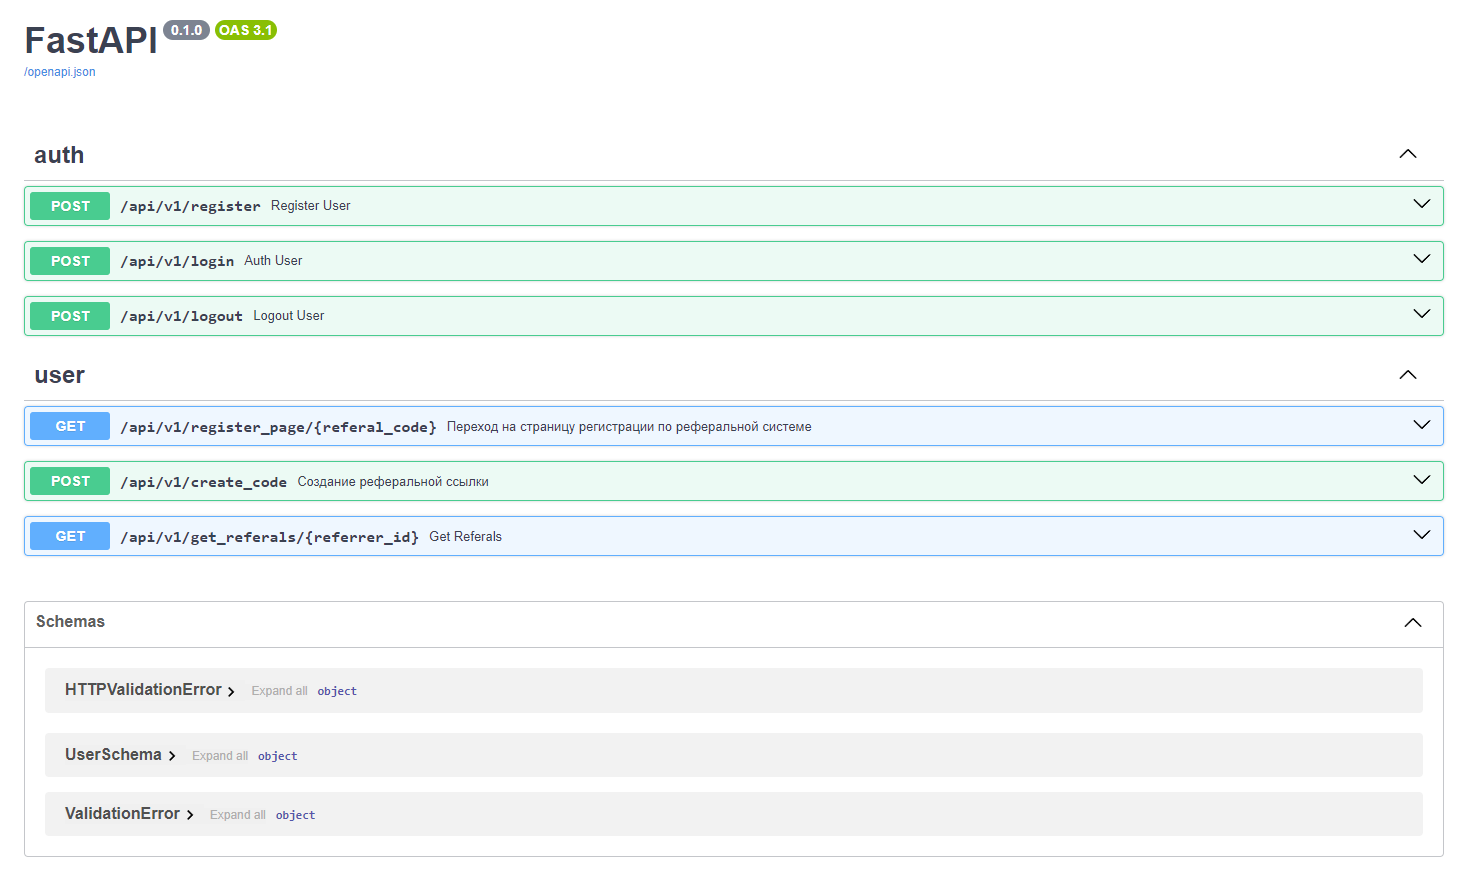 FastAPI 0.1.0 OAS 3.1
/openapi.json
auth
POST /api/v1/register Register User
POST /api/v1/login Auth User
POST /api/v1/logout Logout User
user
GET /api/v1/register_page/{referal_code} Переход на страницу регистрации по реферальной системе
POST /api/v1/create_code Создание реферальной ссылки
GET /api/v1/get_referals/{referrer_id} Get Referals
Schemas
HTTPValidationError Expand all object
UserSchema Expand all object
ValidationError Expand all object